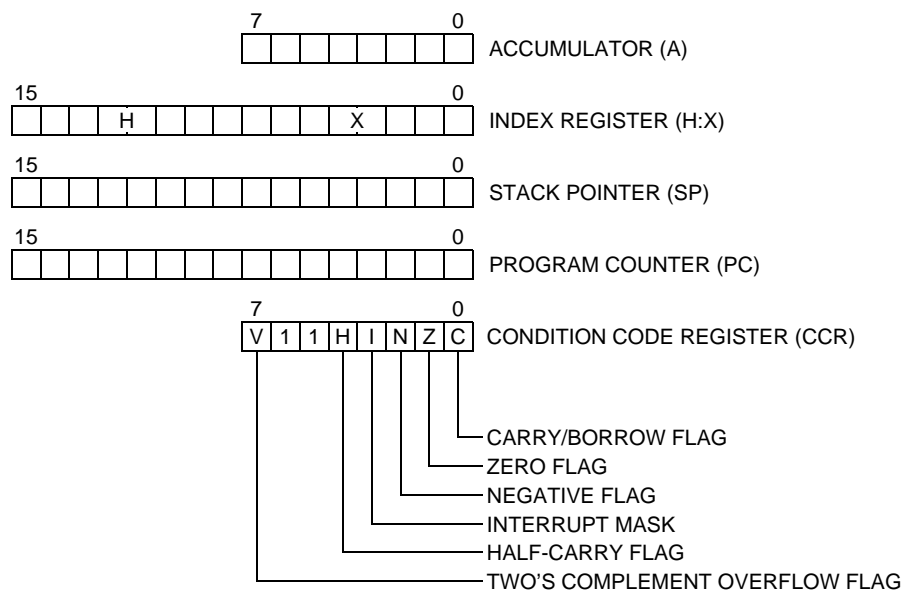 7 0
ACCUMULATOR (A)
15 0
H X INDEX REGISTER (H:X)
15 0
STACK POINTER (SP)
15 0
PROGRAM COUNTER (PC)
7 0
V 1 1 H I N Z C CONDITION CODE REGISTER (CCR)
CARRY/BORROW FLAG
ZERO FLAG
NEGATIVE FLAG
INTERRUPT MASK
HALF-CARRY FLAG
TWO'S COMPLEMENT OVERFLOW FLAG